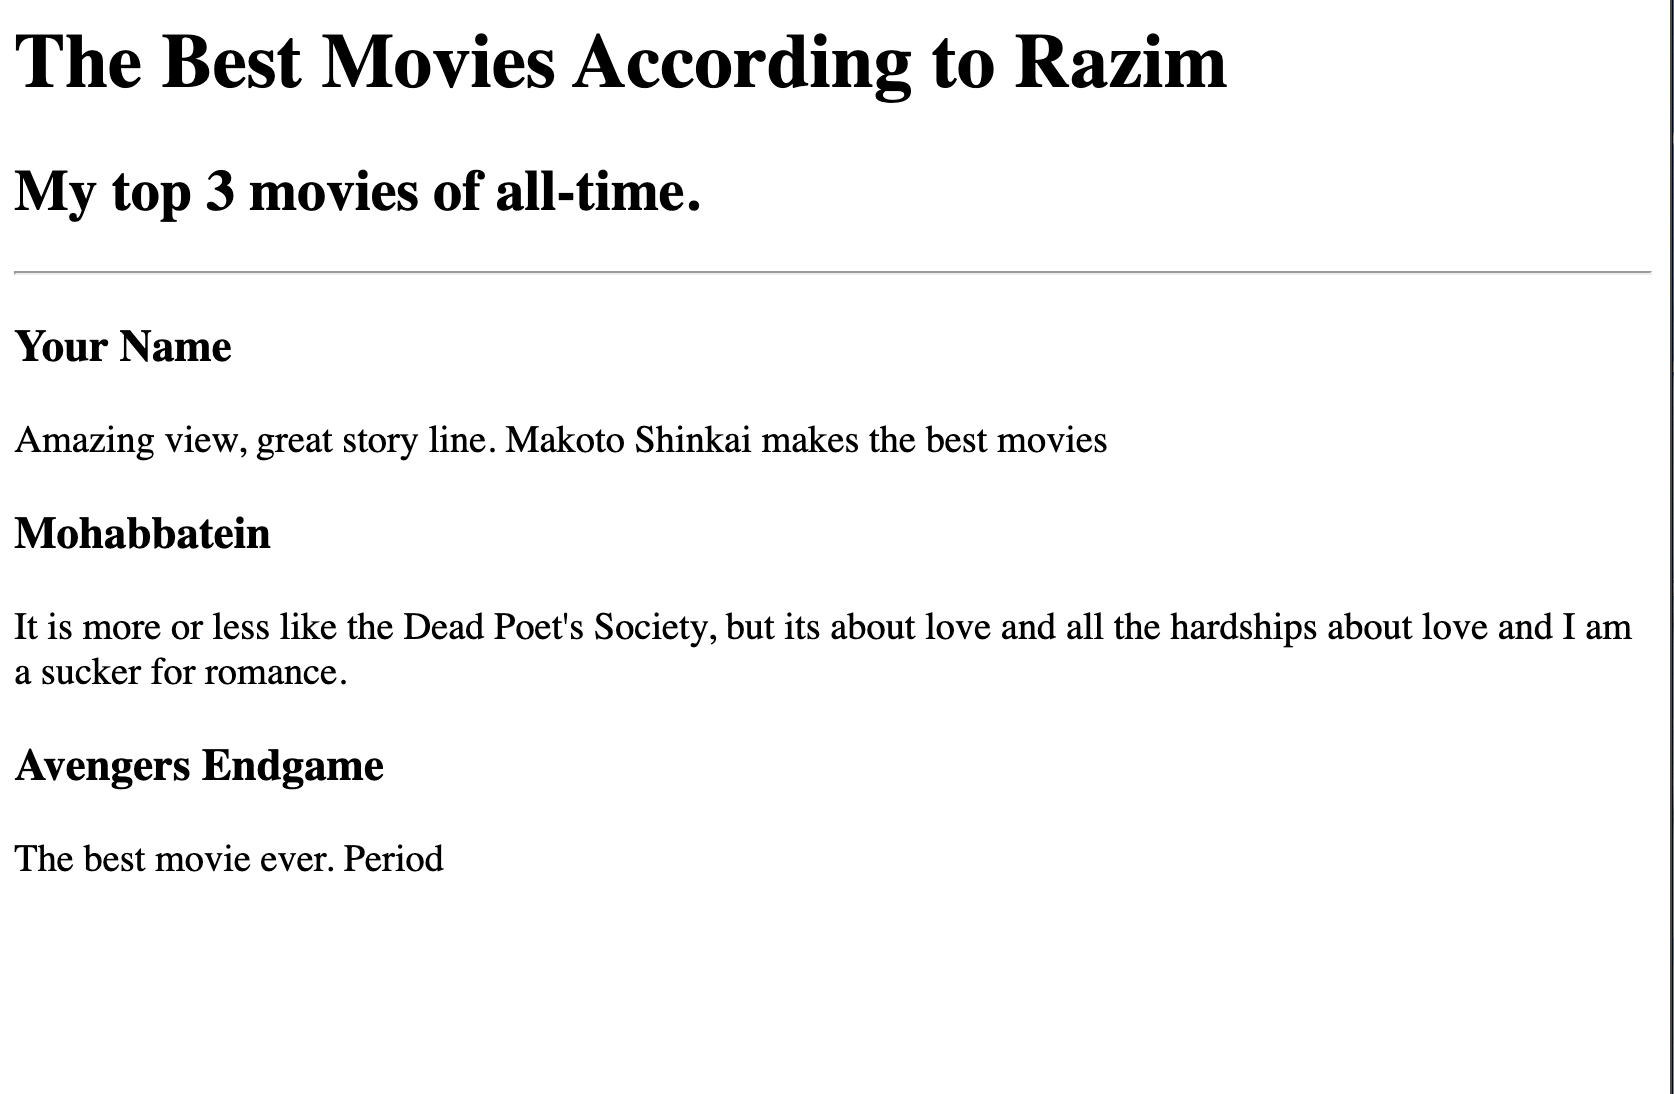 The Best Movies According to Razim
My top 3 movies of all-time.
Your Name
Amazing view, great story line. Makoto Shinkai makes the best movies
Mohabbatein
It is more or less like the Dead Poet's Society, but its about love and all the hardships about love and I am
a sucker for romance.
Avengers Endgame
The best movie ever. Period